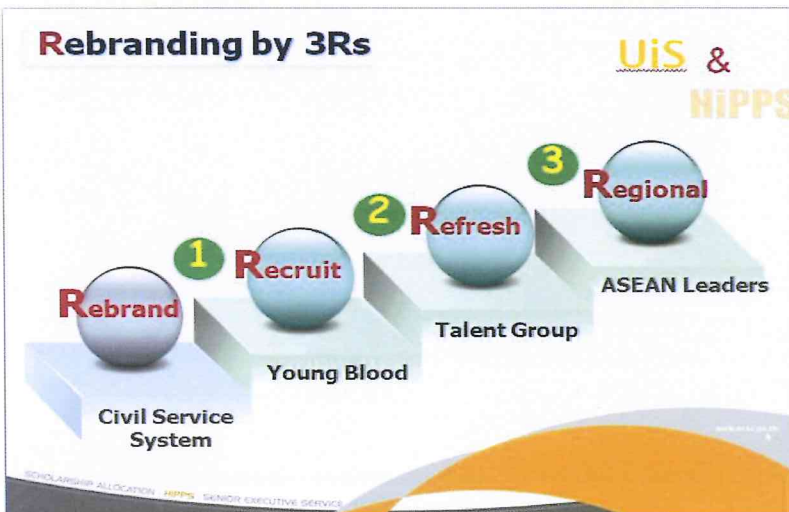 Rebranding by 3Rs
UiS &
HiPPS
3
Regional
2
Refresh
1
Recruit
Rebrand
ASEAN Leaders
Talent Group
Young Blood
Civil Service
System
SCHOLARSHIP ALLOCATION HiPPS SENIOR EXECUTIVE SERVICE